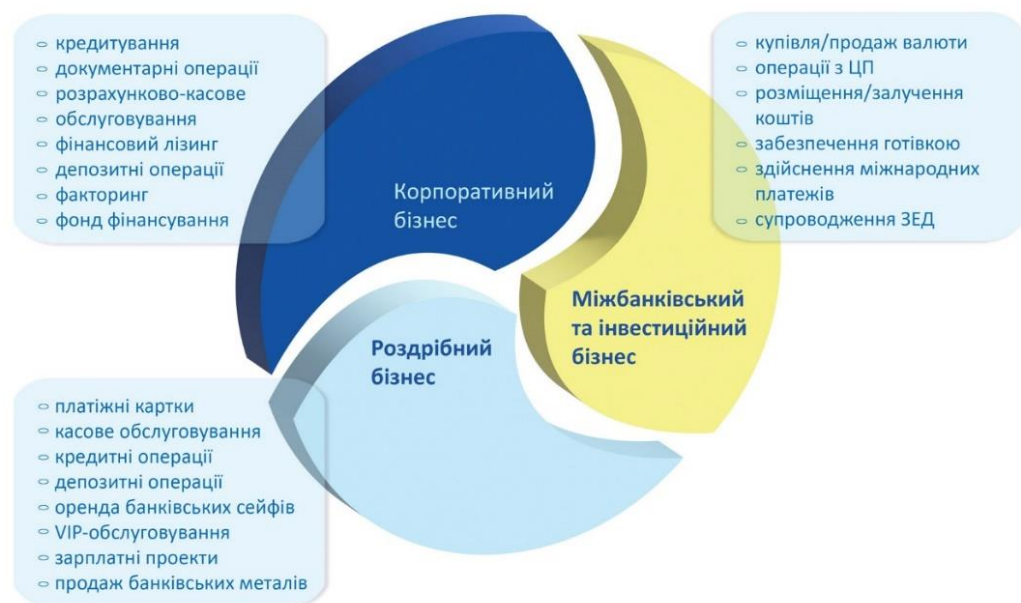 кредитування
документарні операції
розрахунково-касове
обслуговування
фінансовий лізинг
депозитні операції
факторинг
фонд фінансування
Корпоративний
бізнес
купівля/продаж валюти
операції з ЦП
розміщення/залучення
коштів
забезпечення готівкою
здійснення міжнародних
платежів
супроводження ЗЕД
Міжбанківський
та інвестиційний
бізнес
Роздрібний
бізнес
платіжні картки
касове обслуговування
кредитні операції
депозитні операції
оренда банківських сейфів
VIP-обслуговування
зарплатні проекти
продаж банківських металів